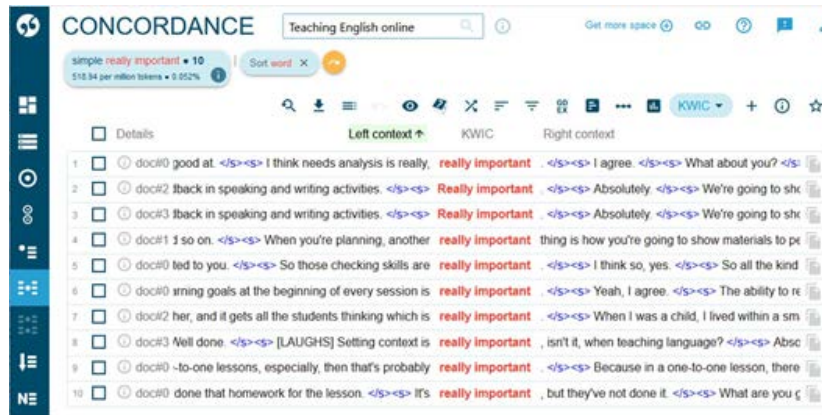 CONCORDANCE
Teaching English online
Get more space
simple really important • 10
518.94 per million tokens • 0.052%
Sort word ×
KWIC
Details Left context ↑ KWIC Right context
1 doc#0 good at. </s><s> I think needs analysis is really, really important . </s><s> I agree. </s><s> What about you? </s>
2 doc#2 dback in speaking and writing activities. </s><s> Really important . </s><s> Absolutely. </s><s> We're going to sho
3 doc#3 dback in speaking and writing activities. </s><s> Really important . </s><s> Absolutely. </s><s> We're going to sho
4 doc#1 d so on. </s><s> When you're planning, another really important thing is how you're going to show materials to pe
5 doc#0 ted to you. </s><s> So those checking skills are really important . </s><s> I think so, yes. </s><s> So all the kind
6 doc#0 arning goals at the beginning of every session is really important . </s><s> Yeah, I agree. </s><s> The ability to re
7 doc#2 her, and it gets all the students thinking which is really important . </s><s> When I was a child, I lived within a sm
8 doc#3 Well done. </s><s> [LAUGHS] Setting context is really important , isn't it, when teaching language? </s><s> Absc
9 doc#0 -to-one lessons, especially, then that's probably really important . </s><s> Because in a one-to-one lesson, there
10 doc#0 done that homework for the lesson. </s><s> It's really important , but they've not done it. </s><s> What are you g
NE